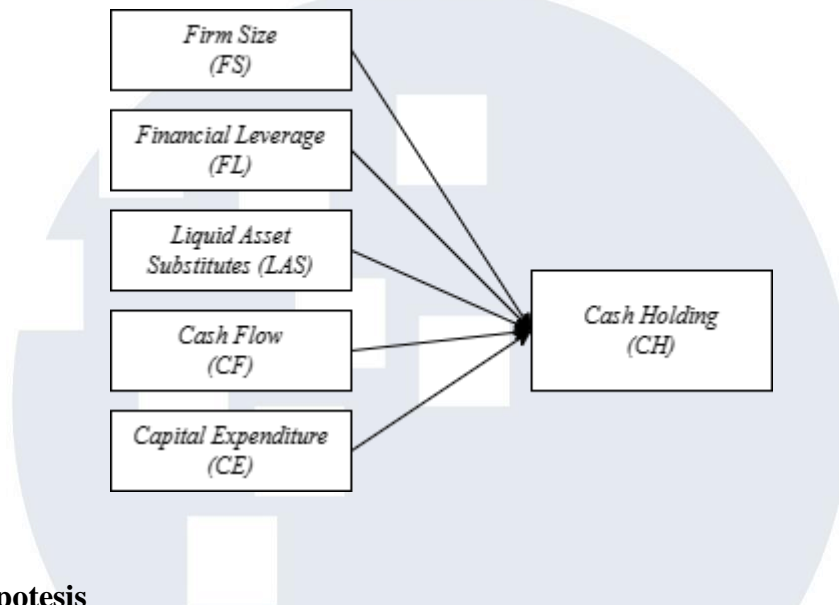 Firm Size
(FS)
Financial Leverage
(FL)
Liquid Asset
Substitutes (LAS)
Cash Flow
(CF)
Capital Expenditure
(CE)
Cash Holding
(CH)
potesis